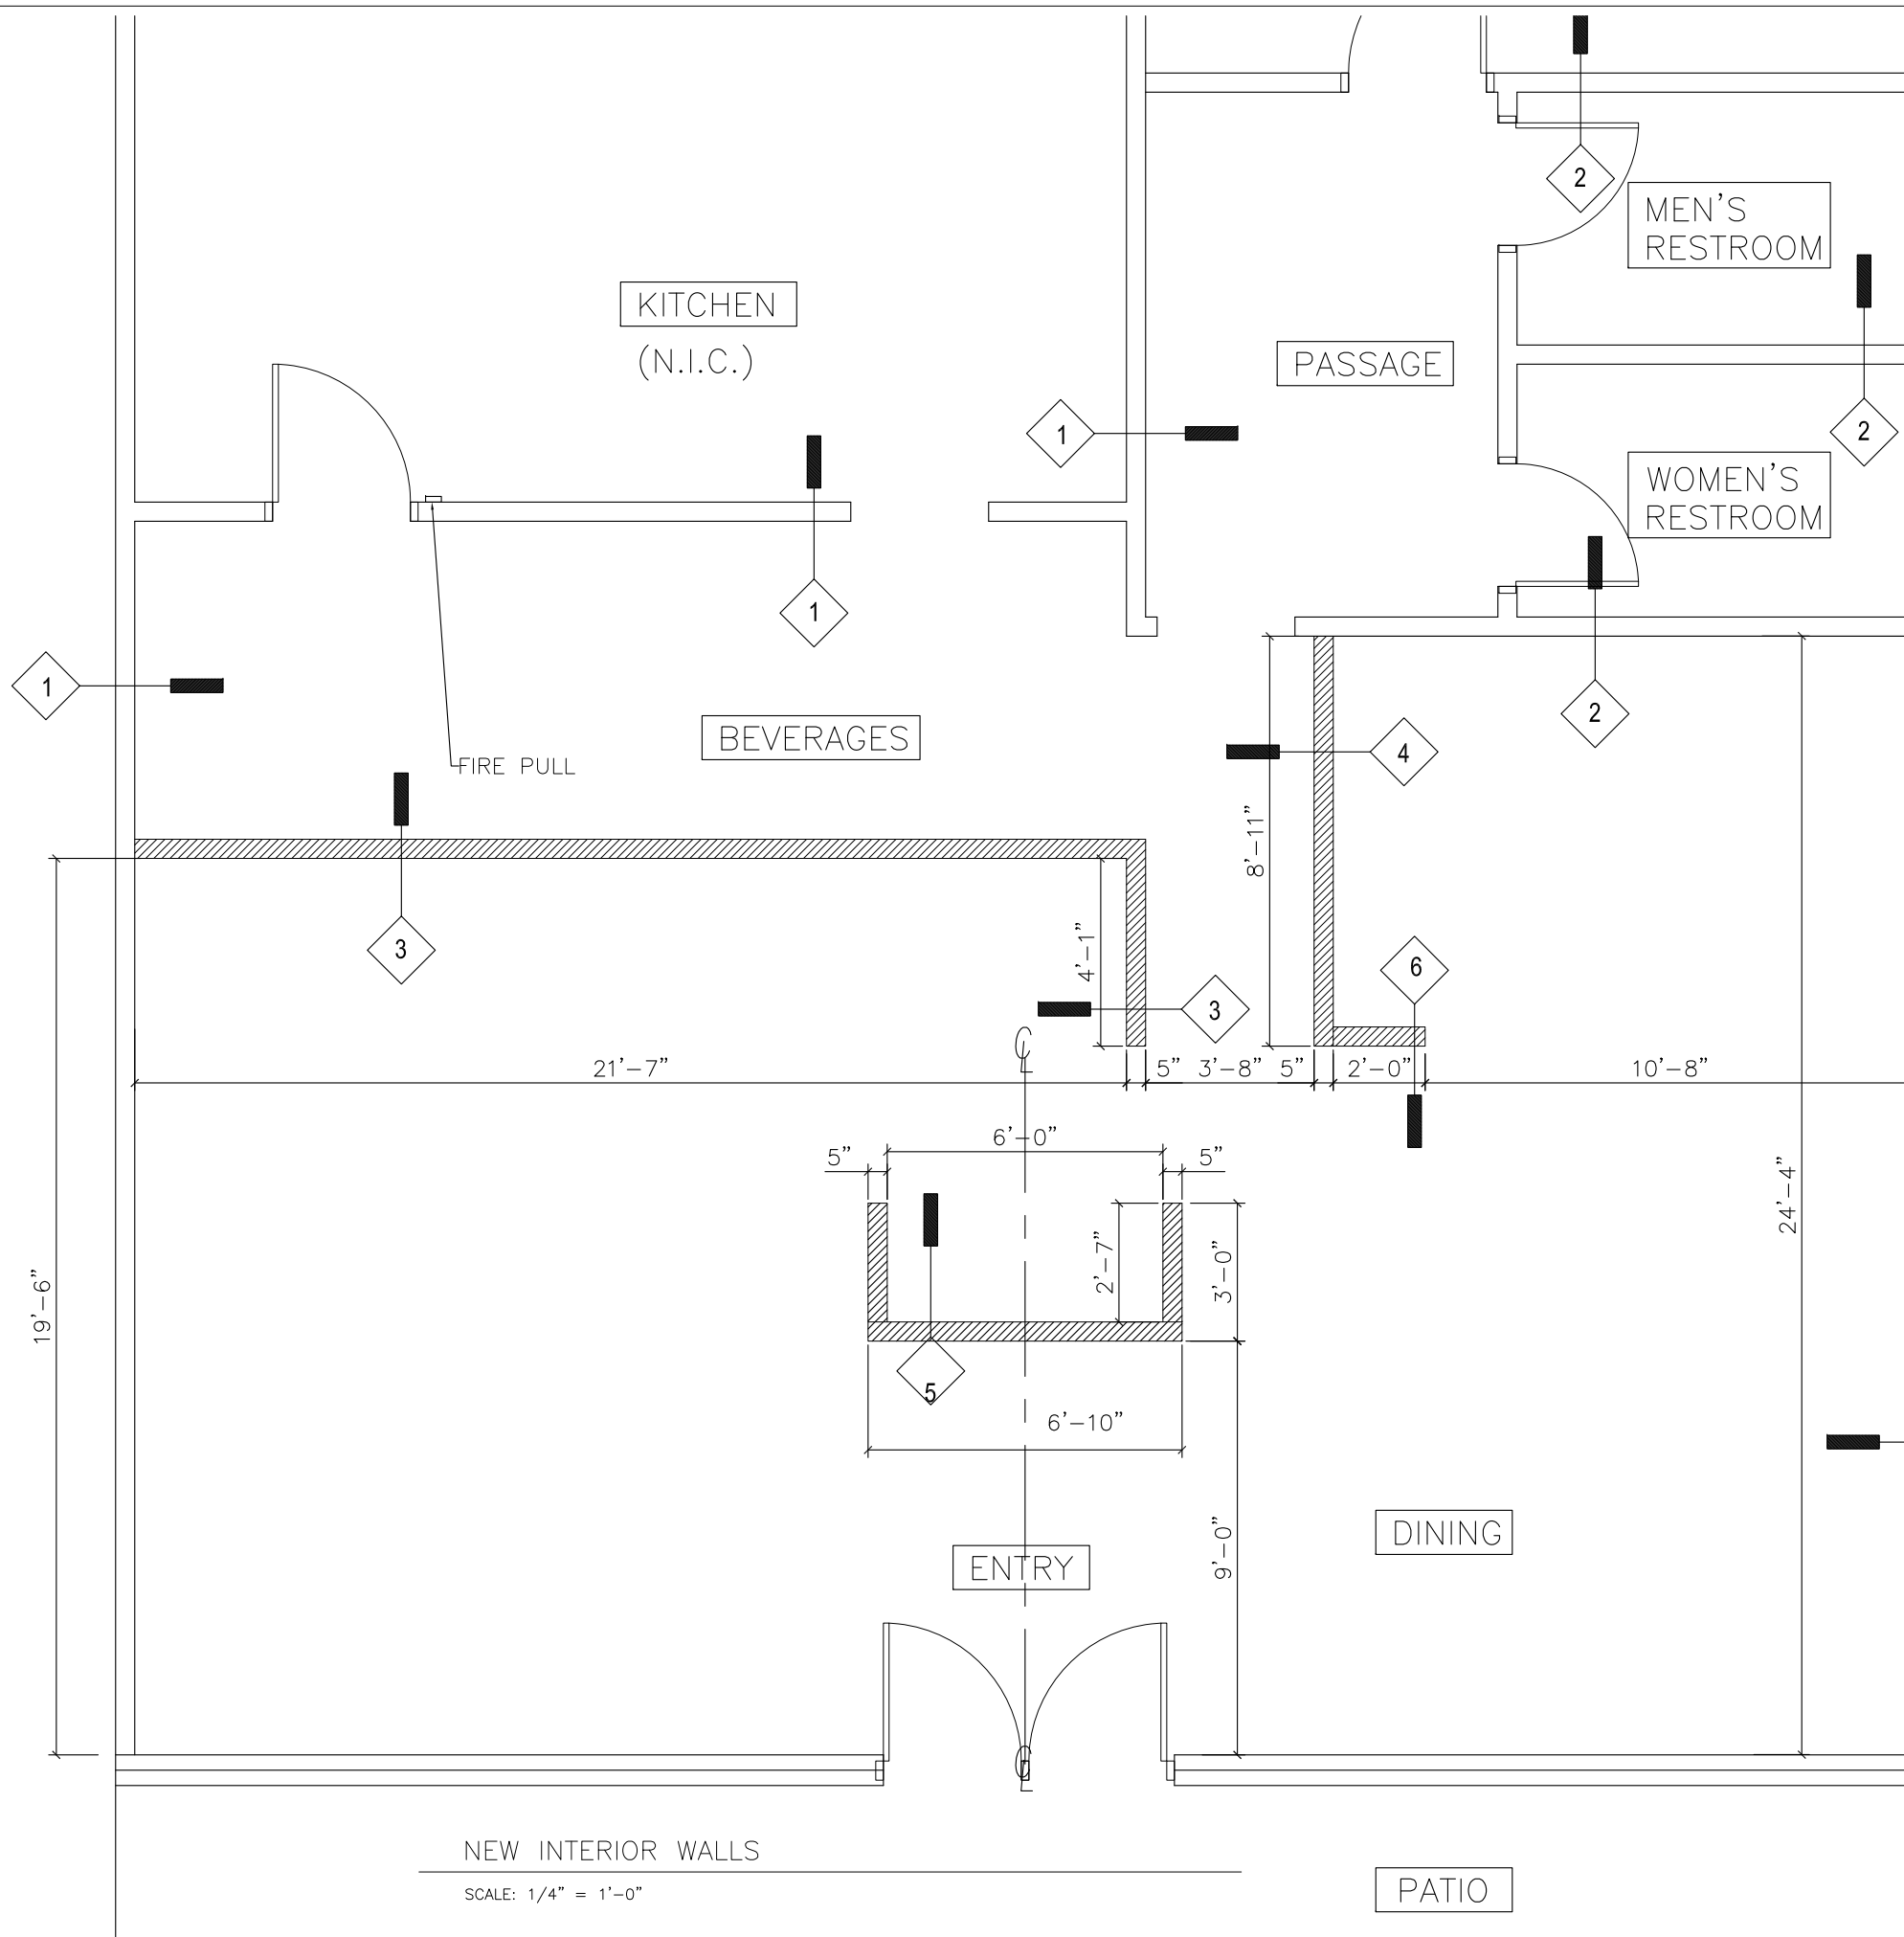 2
MEN'S
RESTROOM
KITCHEN
(N.I.C.)
PASSAGE
1
2
WOMEN'S
RESTROOM
1
1
2
BEVERAGES
4
FIRE PULL
8'-11"
3
4'-1"
6
3
℄
21'-7"
5"
3'-8"
5"
2'-0"
10'-8"
6'-0"
5"
5"
24'-4"
2'-7"
3'-0"
19'-6"
5
6'-10"
DINING
9'-0"
ENTRY
℄
NEW INTERIOR WALLS
SCALE: 1/4" = 1'-0"
PATIO